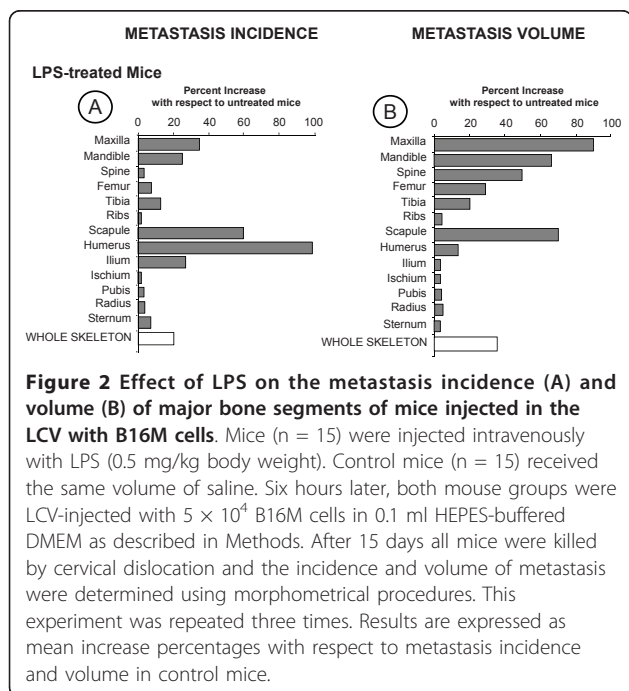 METASTASIS INCIDENCE
METASTASIS VOLUME
LPS-treated Mice
A
Percent Increase
with respect to untreated mice
0 20 40 60 80 100
Maxilla
Mandible
Spine
Femur
Tibia
Ribs
Scapule
Humerus
Ilium
Ischium
Pubis
Radius
Sternum
WHOLE SKELETON
B
Percent Increase
with respect to untreated mice
0 20 40 60 80 100
Maxilla
Mandible
Spine
Femur
Tibia
Ribs
Scapule
Humerus
Ilium
Ischium
Pubis
Radius
Sternum
WHOLE SKELETON
Figure 2 Effect of LPS on the metastasis incidence (A) and
volume (B) of major bone segments of mice injected in the
LCV with B16M cells. Mice (n = 15) were injected intravenously
with LPS (0.5 mg/kg body weight). Control mice (n = 15) received
the same volume of saline. Six hours later, both mouse groups were
LCV-injected with 5 × 10⁴ B16M cells in 0.1 ml HEPES-buffered
DMEM as described in Methods. After 15 days all mice were killed
by cervical dislocation and the incidence and volume of metastasis
were determined using morphometrical procedures. This
experiment was repeated three times. Results are expressed as
mean increase percentages with respect to metastasis incidence
and volume in control mice.